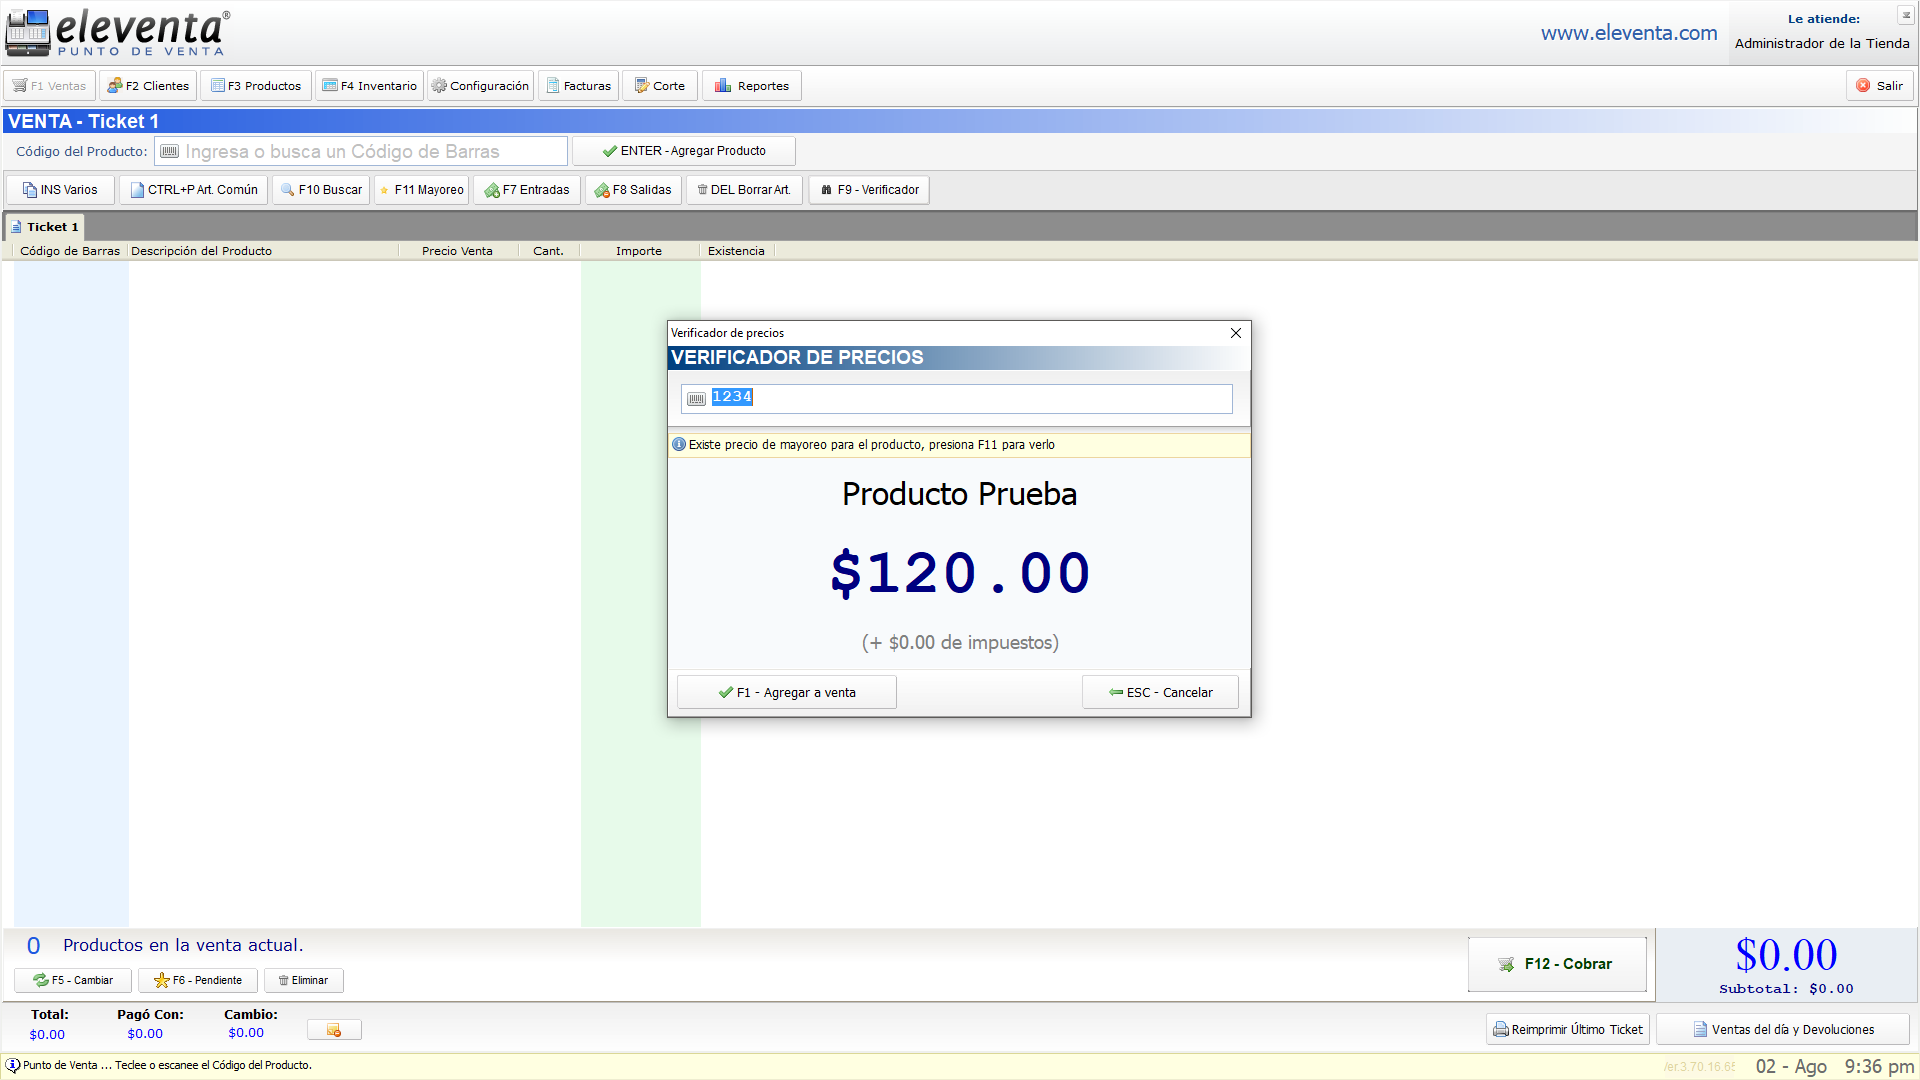 eleventa®
PUNTO DE VENTA
www.eleventa.com
Le atiende:
Administrador de la Tienda
F1 Ventas
F2 Clientes
F3 Productos
F4 Inventario
Configuración
Facturas
Corte
Reportes
Salir
VENTA - Ticket 1
Código del Producto:
Ingresa o busca un Código de Barras
ENTER - Agregar Producto
INS Varios
CTRL+P Art. Común
F10 Buscar
F11 Mayoreo
F7 Entradas
F8 Salidas
DEL Borrar Art.
F9 - Verificador
Ticket 1
Código de Barras
Descripción del Producto
Precio Venta
Cant.
Importe
Existencia
Verificador de precios
VERIFICADOR DE PRECIOS
1234
Existe precio de mayoreo para el producto, presiona F11 para verlo
Producto Prueba
$120.00
(+ $0.00 de impuestos)
F1 - Agregar a venta
ESC - Cancelar
0 Productos en la venta actual.
F5 - Cambiar
F6 - Pendiente
Eliminar
F12 - Cobrar
$0.00
Subtotal: $0.00
Total:
$0.00
Pagó Con:
$0.00
Cambio:
$0.00
Reimprimir Último Ticket
Ventas del día y Devoluciones
Punto de Venta ... Teclee o escanee el Código del Producto.
02 - Ago
9:36 pm